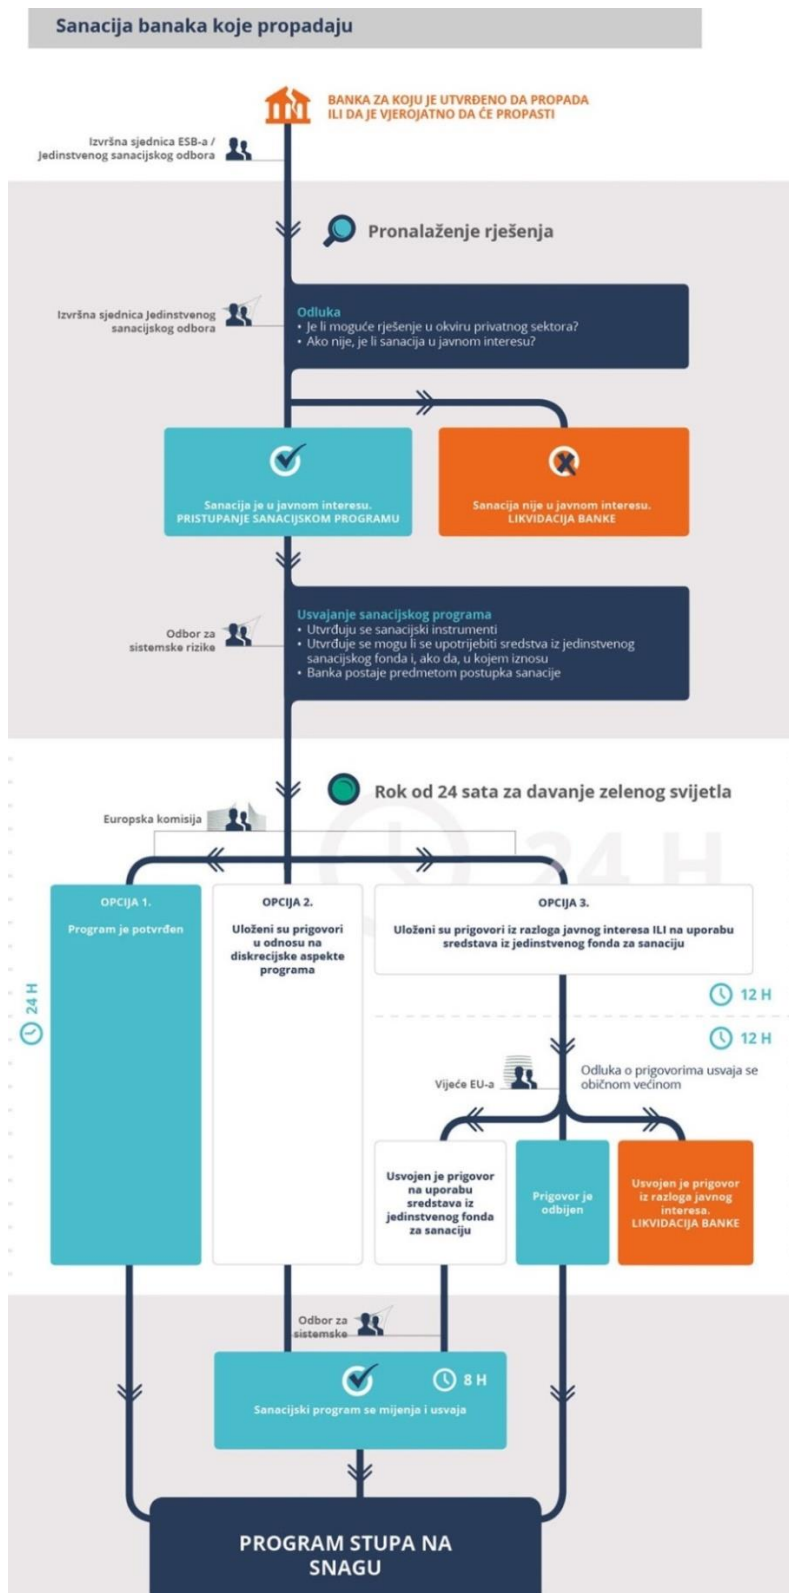 Sanacija banaka koje propadaju
BANKA ZA KOJU JE UTVRĐENO DA PROPADA
ILI DA JE VJEROJATNO DA ĆE PROPASTI
Izvršna sjednica ESB-a /
Jedinstvenog sanacijskog odbora
Pronalaženje rješenja
Izvršna sjednica Jedinstvenog
sanacijskog odbora
Odluka
• Je li moguće rješenje u okviru privatnog sektora?
• Ako nije, je li sanacija u javnom interesu?
Sanacija je u javnom interesu.
PRISTUPANJE SANACIJSKOM PROGRAMU
Sanacija nije u javnom interesu.
LIKVIDACIJA BANKE
Odbor za
sistemske rizike
Usvajanje sanacijskog programa
• Utvrđuju se sanacijski instrumenti
• Utvrđuje se mogu li se upotrijebiti sredstva iz jedinstvenog
sanacijskog fonda i, ako da, u kojem iznosu
• Banka postaje predmetom postupka sanacije
Rok od 24 sata za davanje zelenog svijetla
Europska komisija
24 H
OPCIJA 1.
Program je potvrđen
OPCIJA 2.
Uloženi su prigovori
u odnosu na
diskrecijske aspekte
programa
OPCIJA 3.
Uloženi su prigovori iz razloga javnog interesa ILI na uporabu
sredstava iz jedinstvenog fonda za sanaciju
24 H
12 H
12 H
Vijeće EU-a
Odluka o prigovorima usvaja se
običnom većinom
Usvojen je prigovor
na uporabu
sredstava iz
jedinstvenog fonda
za sanaciju
Prigovor je
odbijen
Usvojen je prigovor
iz razloga javnog
interesa.
LIKVIDACIJA BANKE
Odbor za
sistemske
8 H
Sanacijski program se mijenja i usvaja
PROGRAM STUPA NA
SNAGU